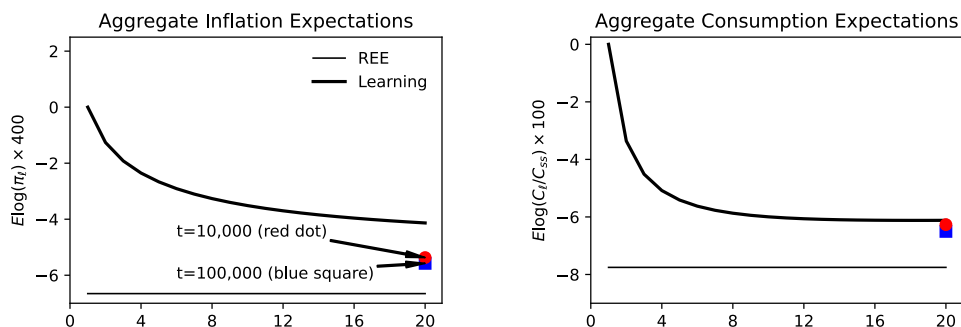 Aggregate Inflation Expectations
2
0
−2
−4
−6
0
4
8
12
16
20
Elog(πₜ) × 400
REE
Learning
t=10,000 (red dot)
t=100,000 (blue square)
Aggregate Consumption Expectations
0
−2
−4
−6
−8
0
4
8
12
16
20
Elog(Cₜ/Cₛₛ) × 100